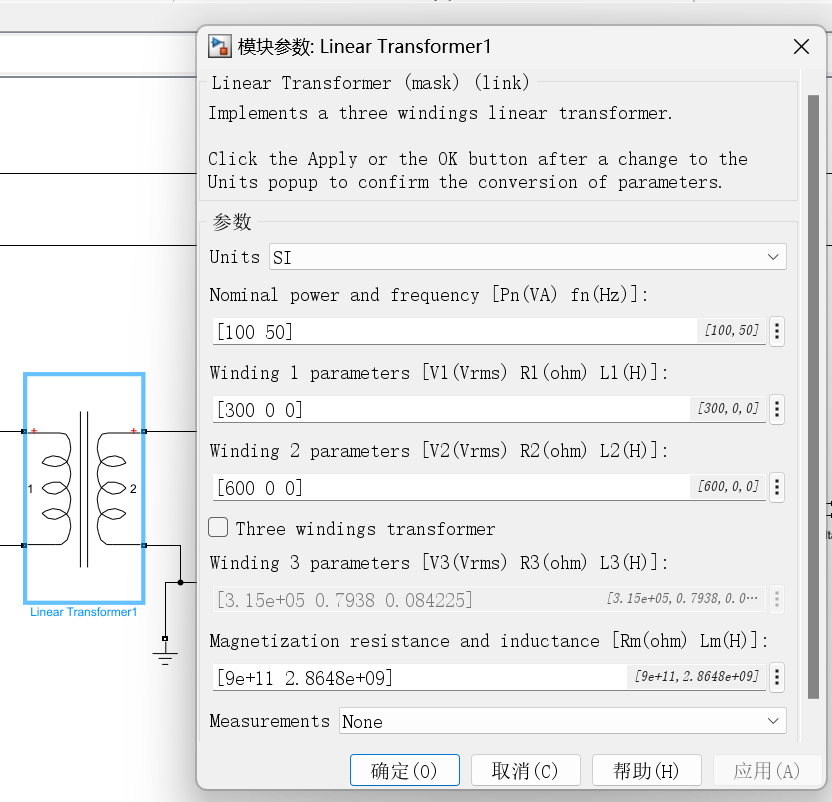 模块参数: Linear Transformer1
Linear Transformer (mask) (link)
Implements a three windings linear transformer.
Click the Apply or the OK button after a change to the
Units popup to confirm the conversion of parameters.
参数
Units SI
Nominal power and frequency [Pn(VA) fn(Hz)]:
[100 50] [100,50]
Winding 1 parameters [V1(Vrms) R1(ohm) L1(H)]:
[300 0 0] [300,0,0]
Winding 2 parameters [V2(Vrms) R2(ohm) L2(H)]:
[600 0 0] [600,0,0]
Three windings transformer
Winding 3 parameters [V3(Vrms) R3(ohm) L3(H)]:
[3.15e+05 0.7938 0.084225] [3.15e+05,0.7938,0.0…
Magnetization resistance and inductance [Rm(ohm) Lm(H)]:
[9e+11 2.8648e+09] [9e+11,2.8648e+09]
Measurements None
确定(O) 取消(C) 帮助(H) 应用(A)
+ +
1 2
Linear Transformer1